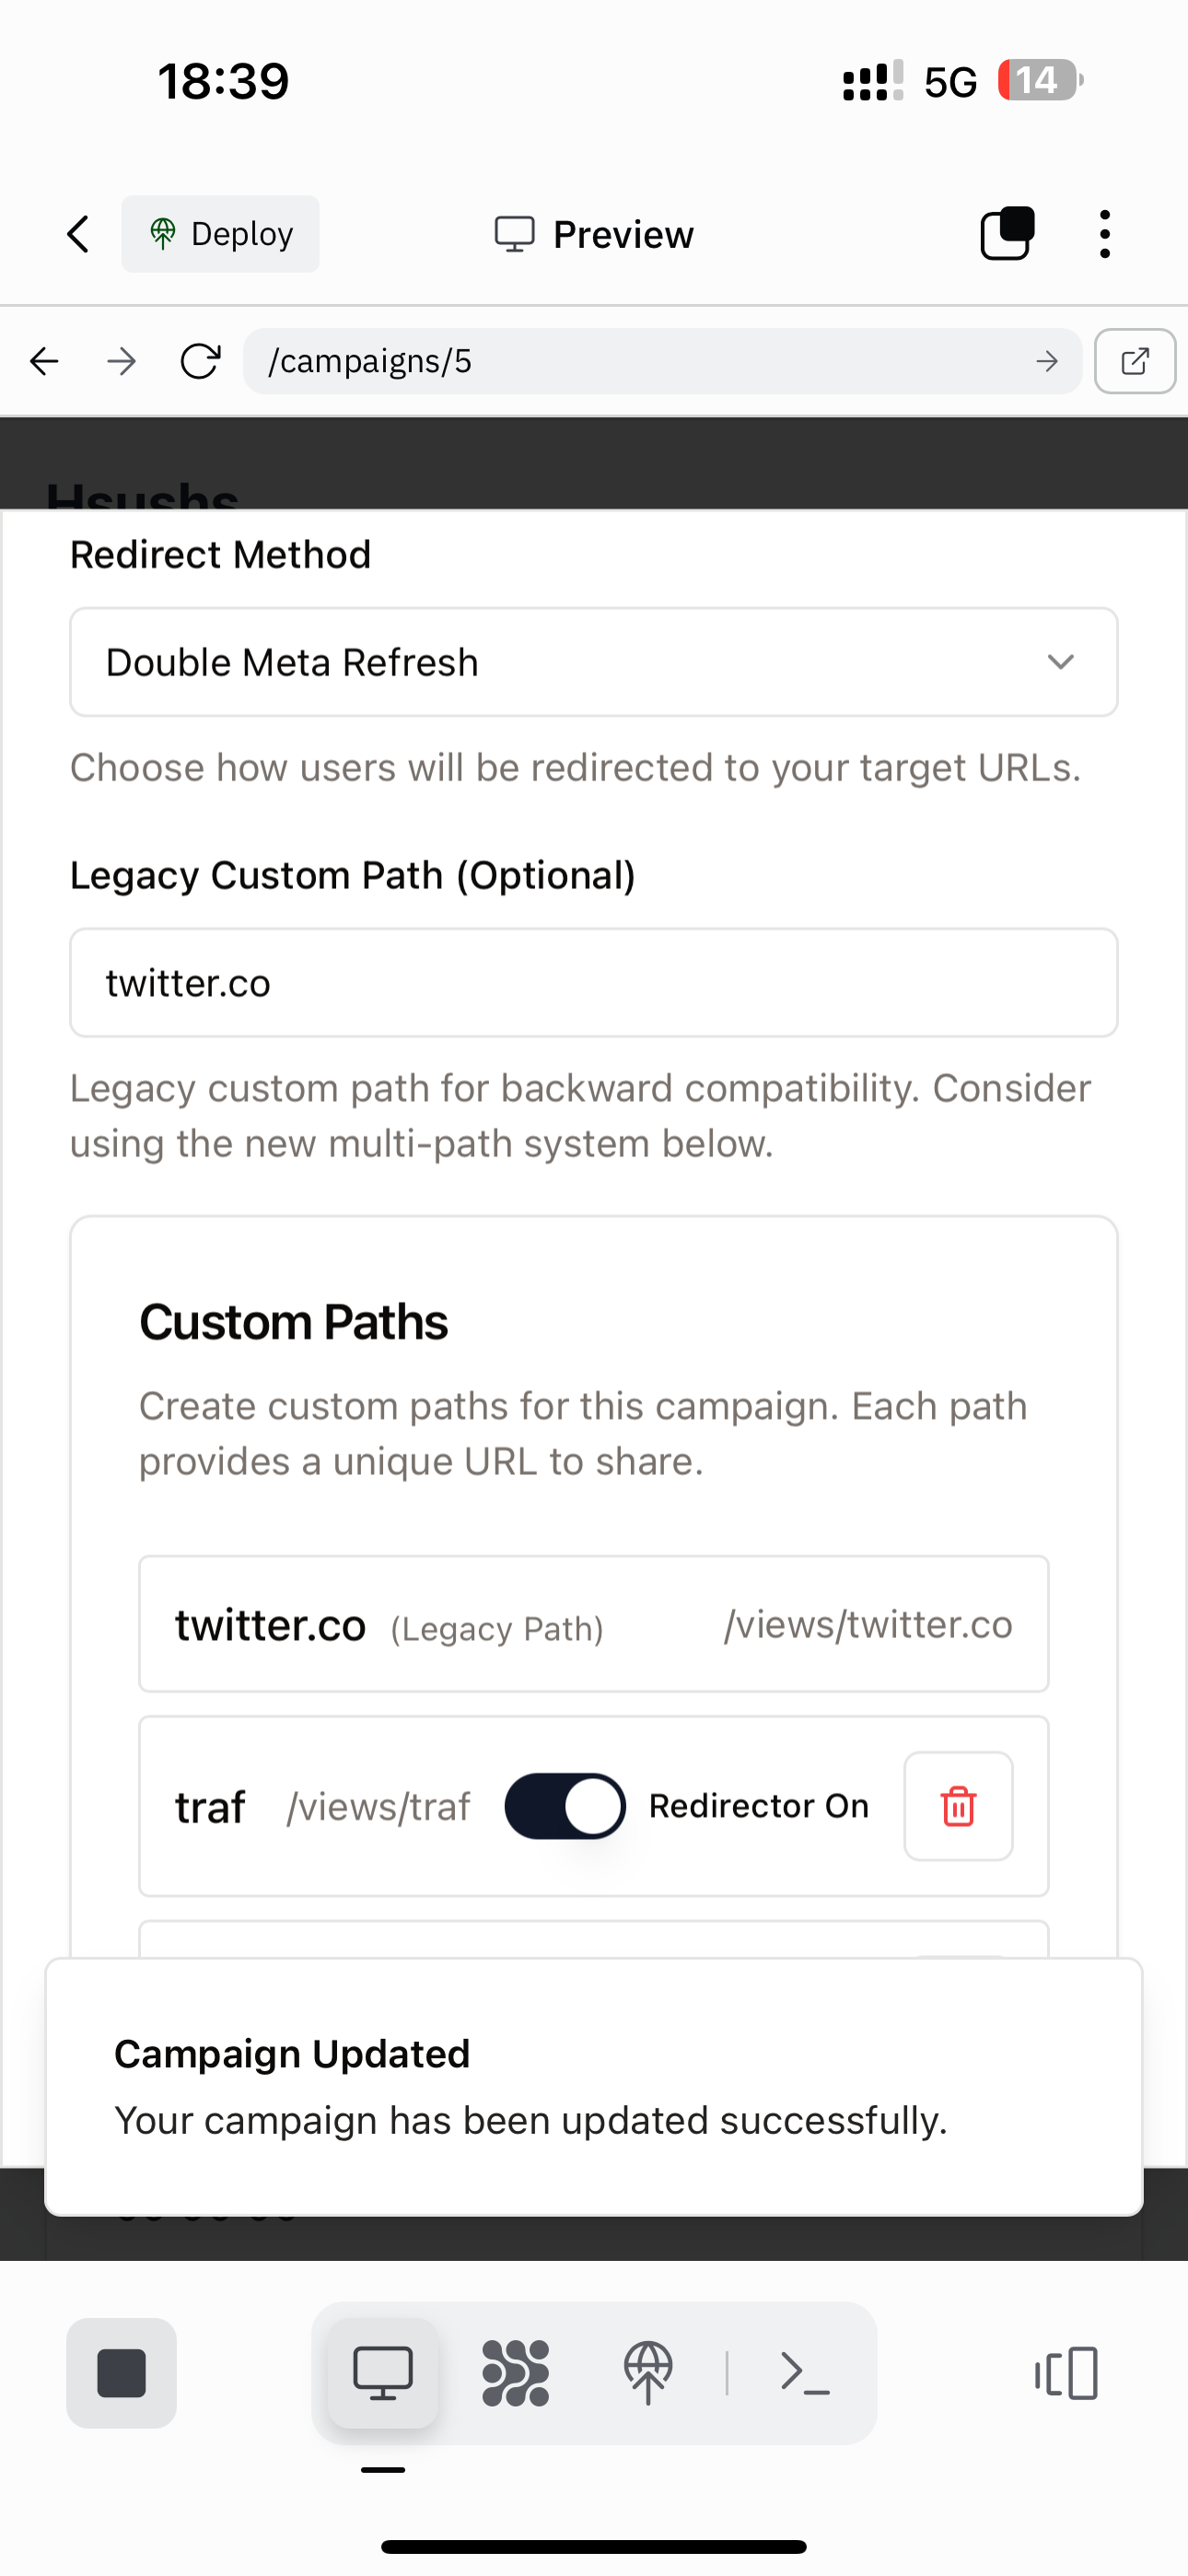 18:39
5G
14
Deploy
Preview
/campaigns/5
Hsushs
Redirect Method
Double Meta Refresh
Choose how users will be redirected to your target URLs.
Legacy Custom Path (Optional)
twitter.co
Legacy custom path for backward compatibility. Consider
using the new multi-path system below.
Custom Paths
Create custom paths for this campaign. Each path
provides a unique URL to share.
twitter.co (Legacy Path) /views/twitter.co
traf /views/traf Redirector On
Campaign Updated
Your campaign has been updated successfully.